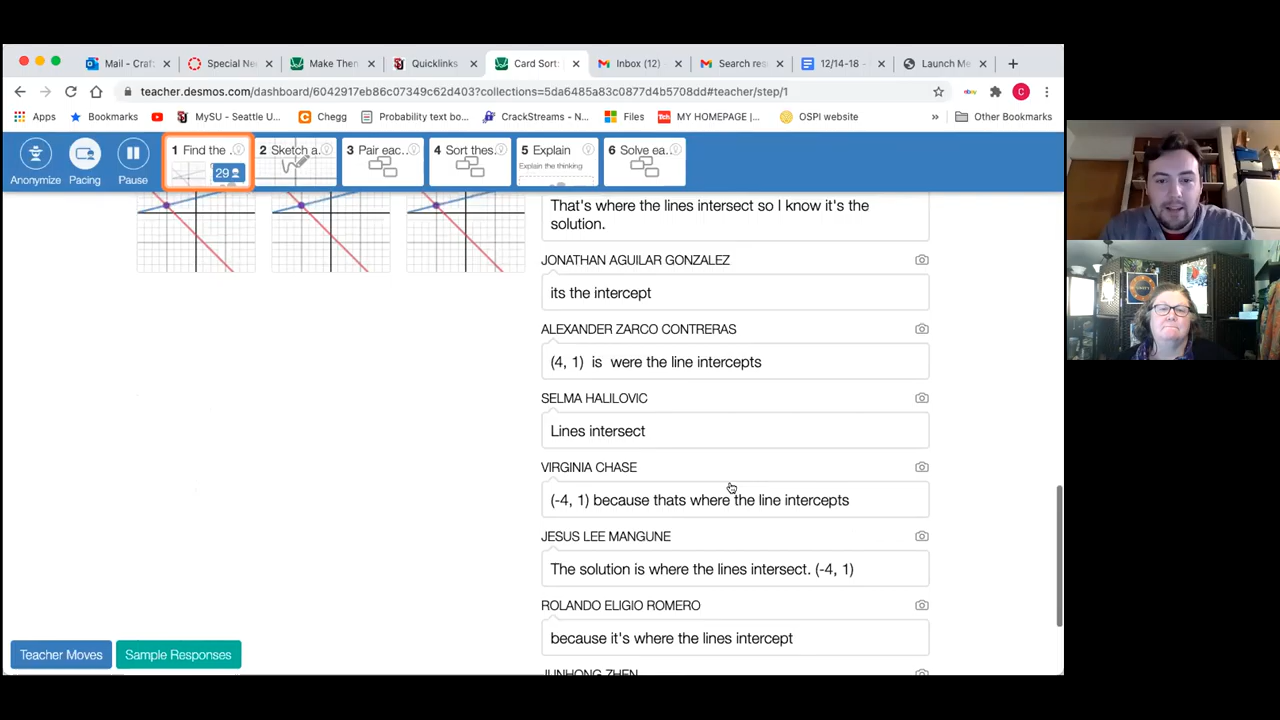 Mail - Craf
Special Ne
Make Then
Quicklinks
Card Sort:
Inbox (12)
Search res
12/14-18 -
Launch Me
teacher.desmos.com/dashboard/6042917eb86c07349c62d403?collections=5da6485a83c0877d4b5708dd#teacher/step/1
ebay
C
Apps
Bookmarks
MySU - Seattle U...
Chegg
Probability text bo...
CrackStreams - N...
Files
MY HOMEPAGE |...
OSPI website
»
Other Bookmarks
Anonymize
Pacing
Pause
1 Find the ...
29
2 Sketch a...
3 Pair eac...
4 Sort thes...
5 Explain
Explain the thinking
6 Solve ea...
That's where the lines intersect so I know it's the
solution.
JONATHAN AGUILAR GONZALEZ
its the intercept
ALEXANDER ZARCO CONTRERAS
(4, 1) is were the line intercepts
SELMA HALILOVIC
Lines intersect
VIRGINIA CHASE
(-4, 1) because thats where the line intercepts
JESUS LEE MANGUNE
The solution is where the lines intersect. (-4, 1)
ROLANDO ELIGIO ROMERO
because it's where the lines intercept
JUNHONG ZHEN
Teacher Moves
Sample Responses